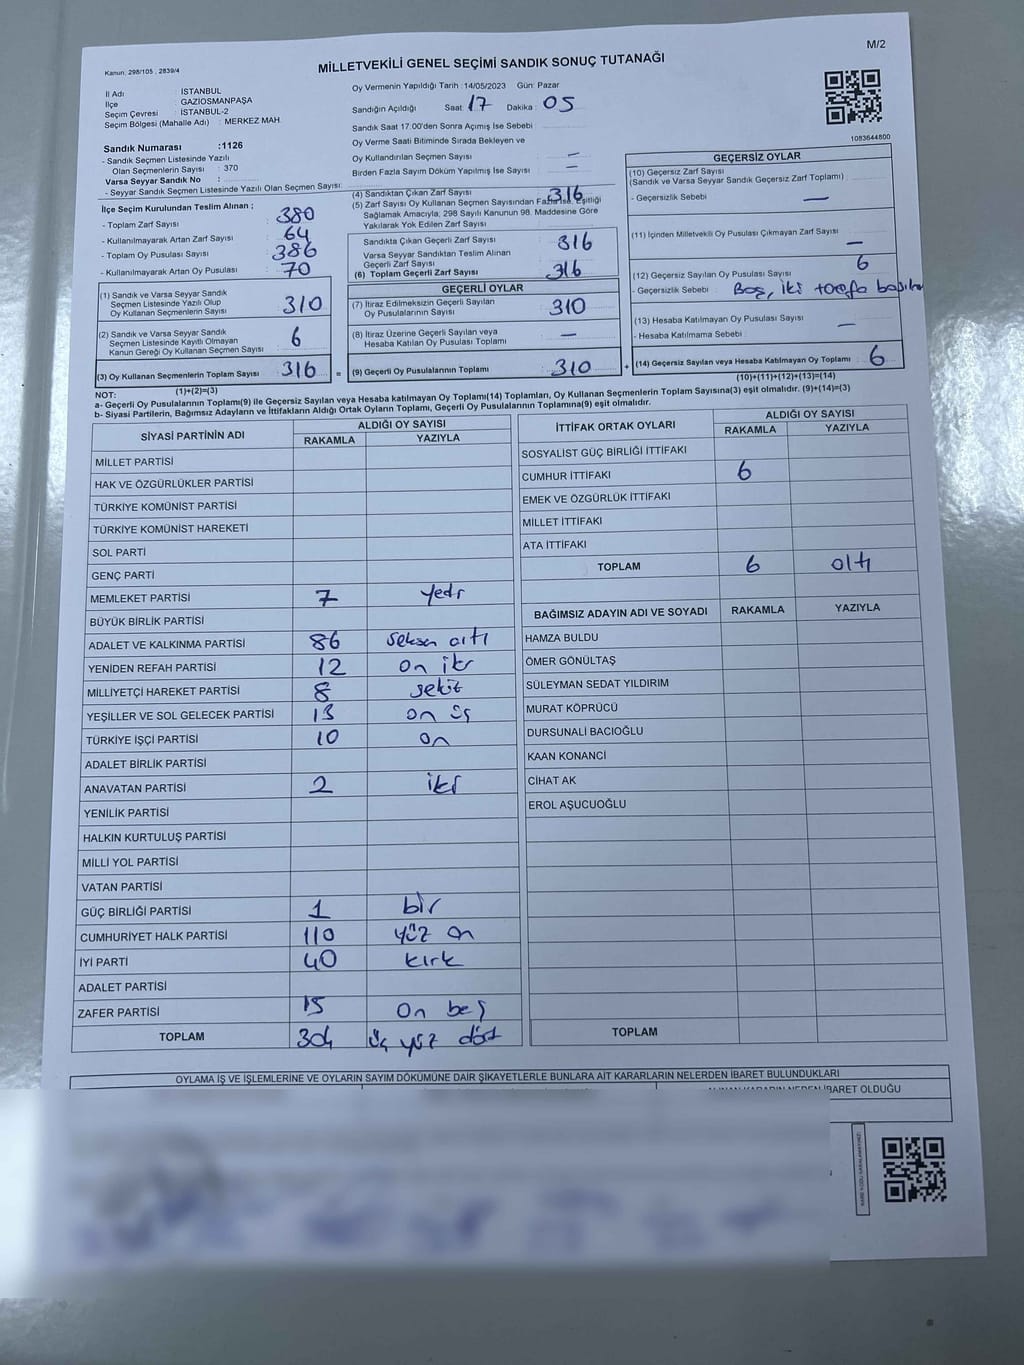 M/2
Kanun: 298/105 , 2839/4
MİLLETVEKİLİ GENEL SEÇİMİ SANDIK SONUÇ TUTANAĞI
İl Adı : İSTANBUL
İlçe : GAZİOSMANPAŞA
Seçim Çevresi : İSTANBUL-2
Seçim Bölgesi (Mahalle Adı) : MERKEZ MAH.
Sandık Numarası :1126
- Sandık Seçmen Listesinde Yazılı
Olan Seçmenlerin Sayısı : 370
Varsa Seyyar Sandık No :
- Seyyar Sandık Seçmen Listesinde Yazılı Olan Seçmen Sayısı:
Oy Vermenin Yapıldığı Tarih :14/05/2023 Gün: Pazar
Sandığın Açıldığı Saat 17 Dakika : 05
Sandık Saat 17:00'den Sonra Açımış İse Sebebi
Oy Verme Saati Bitiminde Sırada Bekleyen ve
Oy Kullandırılan Seçmen Sayısı : —
Birden Fazla Sayım Döküm Yapılmış İse Sayısı : —
1083644800
İlçe Seçim Kurulundan Teslim Alınan ;
- Toplam Zarf Sayısı : 380
- Kullanılmayarak Artan Zarf Sayısı : 64
- Toplam Oy Pusulası Sayısı : 386
- Kullanılmayarak Artan Oy Pusulası : 70
(4) Sandıktan Çıkan Zarf Sayısı : 316
(5) Zarf Sayısı Oy Kullanan Seçmen Sayısından Fazla İse, Eşitliği
Sağlamak Amacıyla, 298 Sayılı Kanunun 98. Maddesine Göre
Yakılarak Yok Edilen Zarf Sayısı :
Sandıkta Çıkan Geçerli Zarf Sayısı : 316
Varsa Seyyar Sandıktan Teslim Alınan
Geçerli Zarf Sayısı :
(6) Toplam Geçerli Zarf Sayısı : 316
GEÇERSİZ OYLAR
(10) Geçersiz Zarf Sayısı
(Sandık ve Varsa Seyyar Sandık Geçersiz Zarf Toplamı)
- Geçersizlik Sebebi : —
(11) İçinden Milletvekili Oy Pusulası Çıkmayan Zarf Sayısı
—
(12) Geçersiz Sayılan Oy Pusulası Sayısı : 6
- Geçersizlik Sebebi : Boş, iki tarafa
(13) Hesaba Katılmayan Oy Pusulası Sayısı : —
- Hesaba Katılmama Sebebi :
(14) Geçersiz Sayılan veya Hesaba Katılmayan Oy Toplamı : 6
(10)+(11)+(12)+(13)=(14)
(1) Sandık ve Varsa Seyyar Sandık
Seçmen Listesinde Yazılı Olup
Oy Kullanan Seçmenlerin Sayısı : 310
(2) Sandık ve Varsa Seyyar Sandık
Seçmen Listesinde Kayıtlı Olmayan
Kanun Gereği Oy Kullanan Seçmen Sayısı : 6
(3) Oy Kullanan Seçmenlerin Toplam Sayısı : 316 =
(1)+(2)=(3)
GEÇERLİ OYLAR
(7) İtiraz Edilmeksizin Geçerli Sayılan
Oy Pusulasının Sayısı : 310
(8) İtiraz Üzerine Geçerli Sayılan veya
Hesaba Katılan Oy Pusulası Toplamı : —
(9) Geçerli Oy Pusulalarının Toplamı : 310 +
NOT:
a- Geçerli Oy Pusulalarının Toplamı(9) ile Geçersiz Sayılan veya Hesaba katılmayan Oy Toplamı(14) Toplamları, Oy Kullanan Seçmenlerin Toplam Sayısına(3) eşit olmalıdır. (9)+(14)=(3)
b- Siyasi Partilerin, Bağımsız Adayların ve İttifakların Aldığı Ortak Oyların Toplamı, Geçerli Oy Pusulalarının Toplamına(9) eşit olmalıdır.
SİYASİ PARTİNİN ADI ALDIĞI OY SAYISI
RAKAMLA YAZIYLA
MİLLET PARTİSİ
HAK VE ÖZGÜRLÜKLER PARTİSİ
TÜRKİYE KOMÜNİST PARTİSİ
TÜRKİYE KOMÜNİST HAREKETİ
SOL PARTİ
GENÇ PARTİ
MEMLEKET PARTİSİ 7 Yedi
BÜYÜK BİRLİK PARTİSİ
ADALET VE KALKINMA PARTİSİ 86 Seksen altı
YENİDEN REFAH PARTİSİ 12 on iki
MİLLİYETÇİ HAREKET PARTİSİ 8 sekiz
YEŞİLLER VE SOL GELECEK PARTİSİ 13 on üç
TÜRKİYE İŞÇİ PARTİSİ 10 on
ADALET BİRLİK PARTİSİ
ANAVATAN PARTİSİ 2 iki
YENİLİK PARTİSİ
HALKIN KURTULUŞ PARTİSİ
MİLLİ YOL PARTİSİ
VATAN PARTİSİ
GÜÇ BİRLİĞİ PARTİSİ 1 bir
CUMHURİYET HALK PARTİSİ 110 yüz on
İYİ PARTİ 40 kırk
ADALET PARTİSİ
ZAFER PARTİSİ 15 On beş
TOPLAM 304 üç yüz dört
İTTİFAK ORTAK OYLARI ALDIĞI OY SAYISI
RAKAMLA YAZIYLA
SOSYALİST GÜÇ BİRLİĞİ İTTİFAKI
CUMHUR İTTİFAKI 6
EMEK VE ÖZGÜRLÜK İTTİFAKI
MİLLET İTTİFAKI
ATA İTTİFAKI
TOPLAM 6 altı
BAĞIMSIZ ADAYIN ADI VE SOYADI RAKAMLA YAZIYLA
HAMZA BULDU
ÖMER GÖNÜLTAŞ
SÜLEYMAN SEDAT YILDIRIM
MURAT KÖPRÜCÜ
DURSUNALİ BACIOĞLU
KAAN KONANCİ
CİHAT AK
EROL AŞUCUOĞLU
TOPLAM
OYLAMA İŞ VE İŞLEMLERİNE VE OYLARIN SAYIM DÖKÜMÜNE DAİR ŞİKAYETLERLE BUNLARA AİT KARARLARIN NELERDEN İBARET BULUNDUKLARI
ALINAN KARARIN NEDEN İBARET OLDUĞU